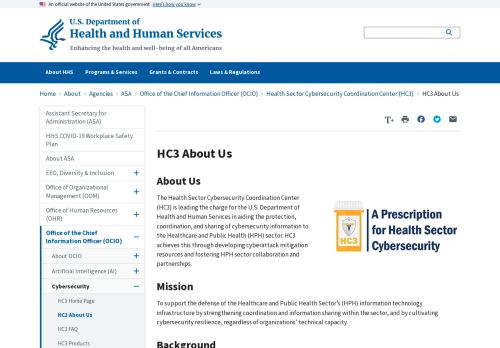 An official website of the United States government Here's how you know
U.S. Department of
Health and Human Services
Enhancing the health and well-being of all Americans
About HHS Programs & Services Grants & Contracts Laws & Regulations
Home > About > Agencies > ASA > Office of the Chief Information Officer (OCIO) > Health Sector Cybersecurity Coordination Center (HC3) > HC3 About Us
Assistant Secretary for
Administration (ASA)
HHS COVID-19 Workplace Safety
Plan
About ASA
EEO, Diversity & Inclusion
Office of Organizational
Management (OOM)
Office of Human Resources
(OHR)
Office of the Chief
Information Officer (OCIO)
About OCIO
Artificial Intelligence (AI)
Cybersecurity
HC3 Home Page
HC3 About Us
HC3 FAQ
HC3 Products
T+
HC3 About Us
About Us
The Health Sector Cybersecurity Coordination Center
(HC3) is leading the charge for the U.S. Department of
Health and Human Services in aiding the protection,
coordination, and sharing of cybersecurity information
to the Healthcare and Public Health (HPH) sector. HC3
achieves this through developing cyberattack mitigation
resources and fostering HPH sector collaboration and
partnerships.
HC3
A Prescription
for Health Sector
Cybersecurity
Mission
To support the defense of the Healthcare and Public Health Sector's (HPH) information technology
infrastructure by strengthening coordination and information sharing within the sector, and by cultivating
cybersecurity resilience, regardless of organizations' technical capacity.
Background